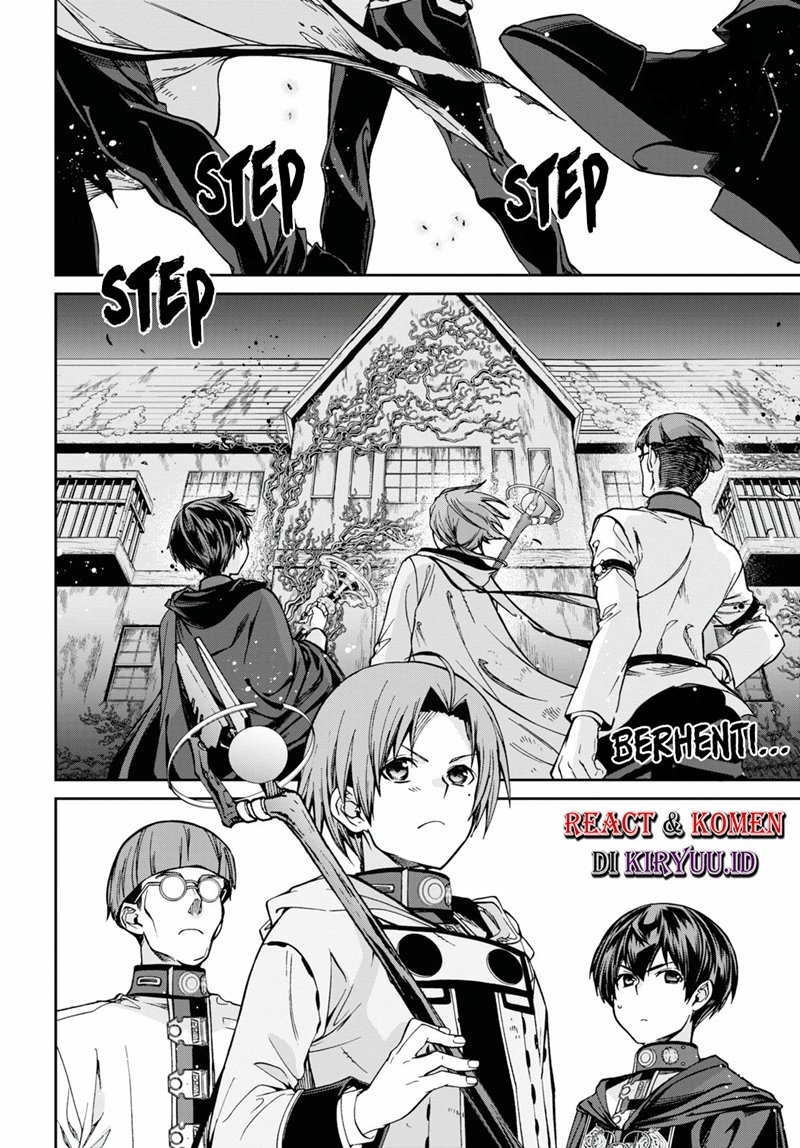 STEP
STEP
STEP
BERHENTI...
REACT & KOMEN
DI KIRYUU.ID